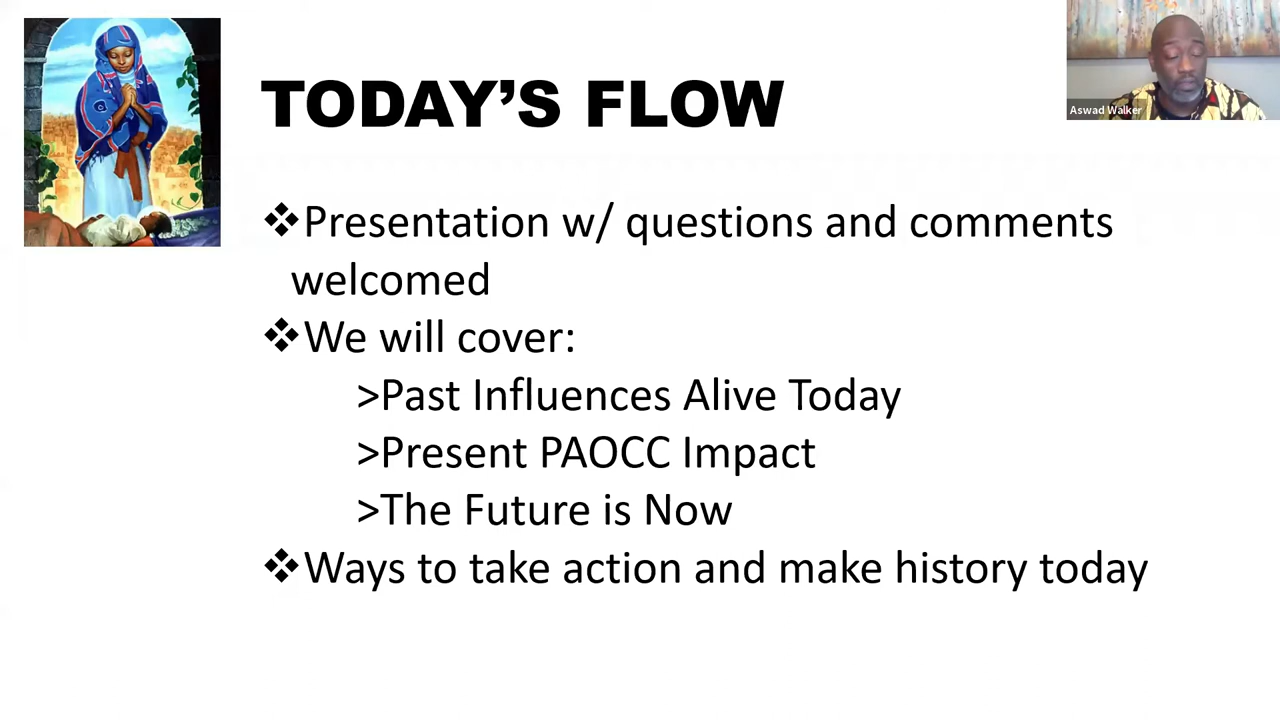 TODAY'S FLOW
Aswad Walker
❖Presentation w/ questions and comments
welcomed
❖We will cover:
>Past Influences Alive Today
>Present PAOCC Impact
>The Future is Now
❖Ways to take action and make history today